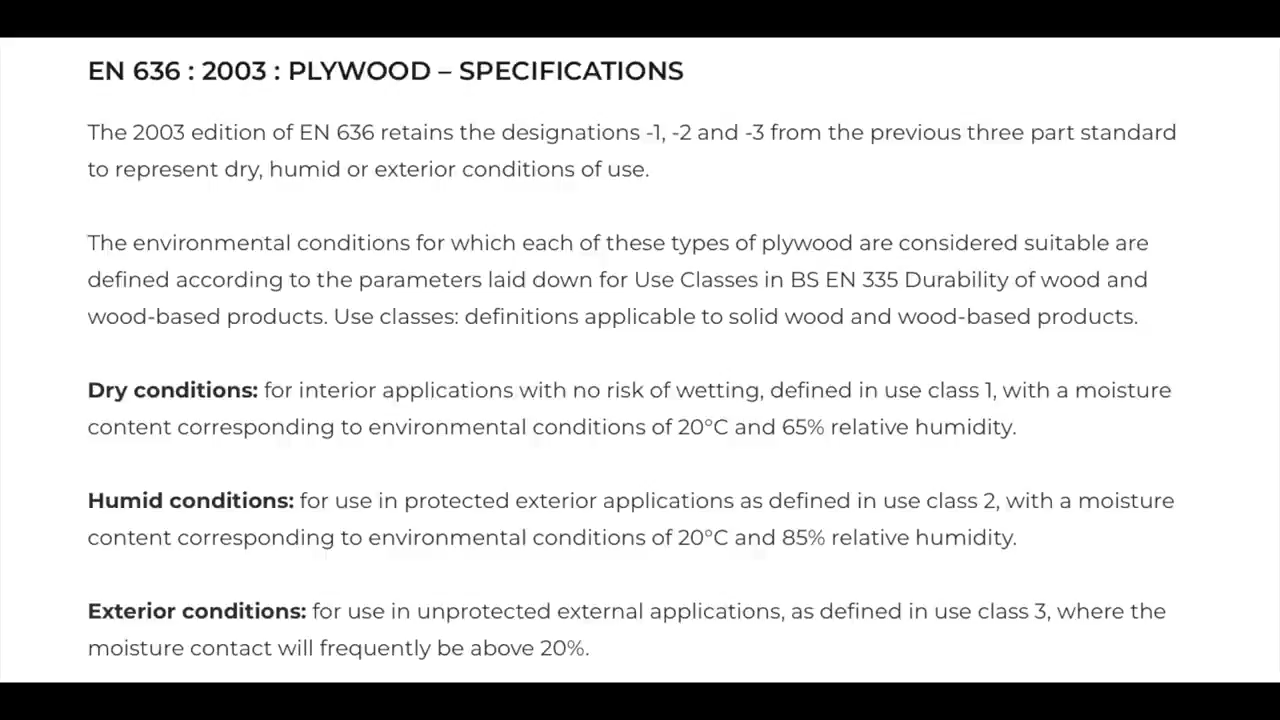 EN 636 : 2003 : PLYWOOD – SPECIFICATIONS
The 2003 edition of EN 636 retains the designations -1, -2 and -3 from the previous three part standard
to represent dry, humid or exterior conditions of use.
The environmental conditions for which each of these types of plywood are considered suitable are
defined according to the parameters laid down for Use Classes in BS EN 335 Durability of wood and
wood-based products. Use classes: definitions applicable to solid wood and wood-based products.
Dry conditions: for interior applications with no risk of wetting, defined in use class 1, with a moisture
content corresponding to environmental conditions of 20°C and 65% relative humidity.
Humid conditions: for use in protected exterior applications as defined in use class 2, with a moisture
content corresponding to environmental conditions of 20°C and 85% relative humidity.
Exterior conditions: for use in unprotected external applications, as defined in use class 3, where the
moisture contact will frequently be above 20%.